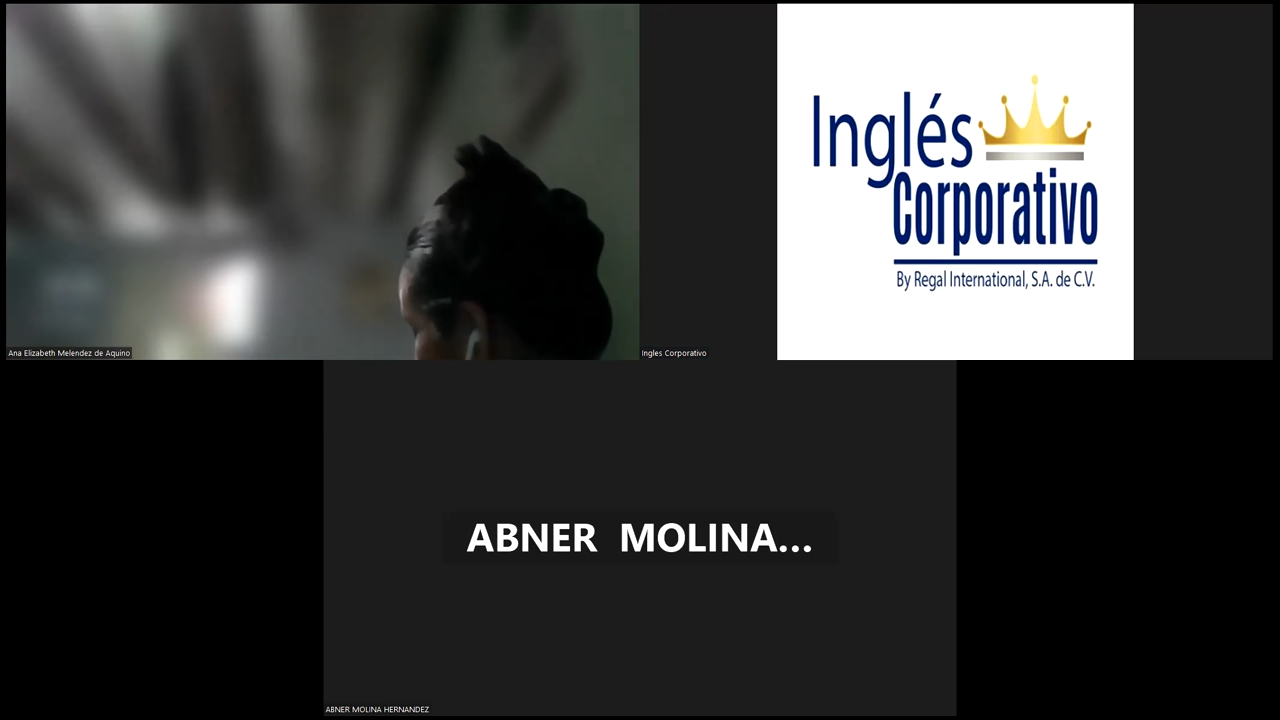 Inglés
Corporativo
By Regal International, S.A. de C.V.
Ana Elizabeth Melendez de Aquino
Ingles Corporativo
ABNER MOLINA...
ABNER MOLINA HERNANDEZ